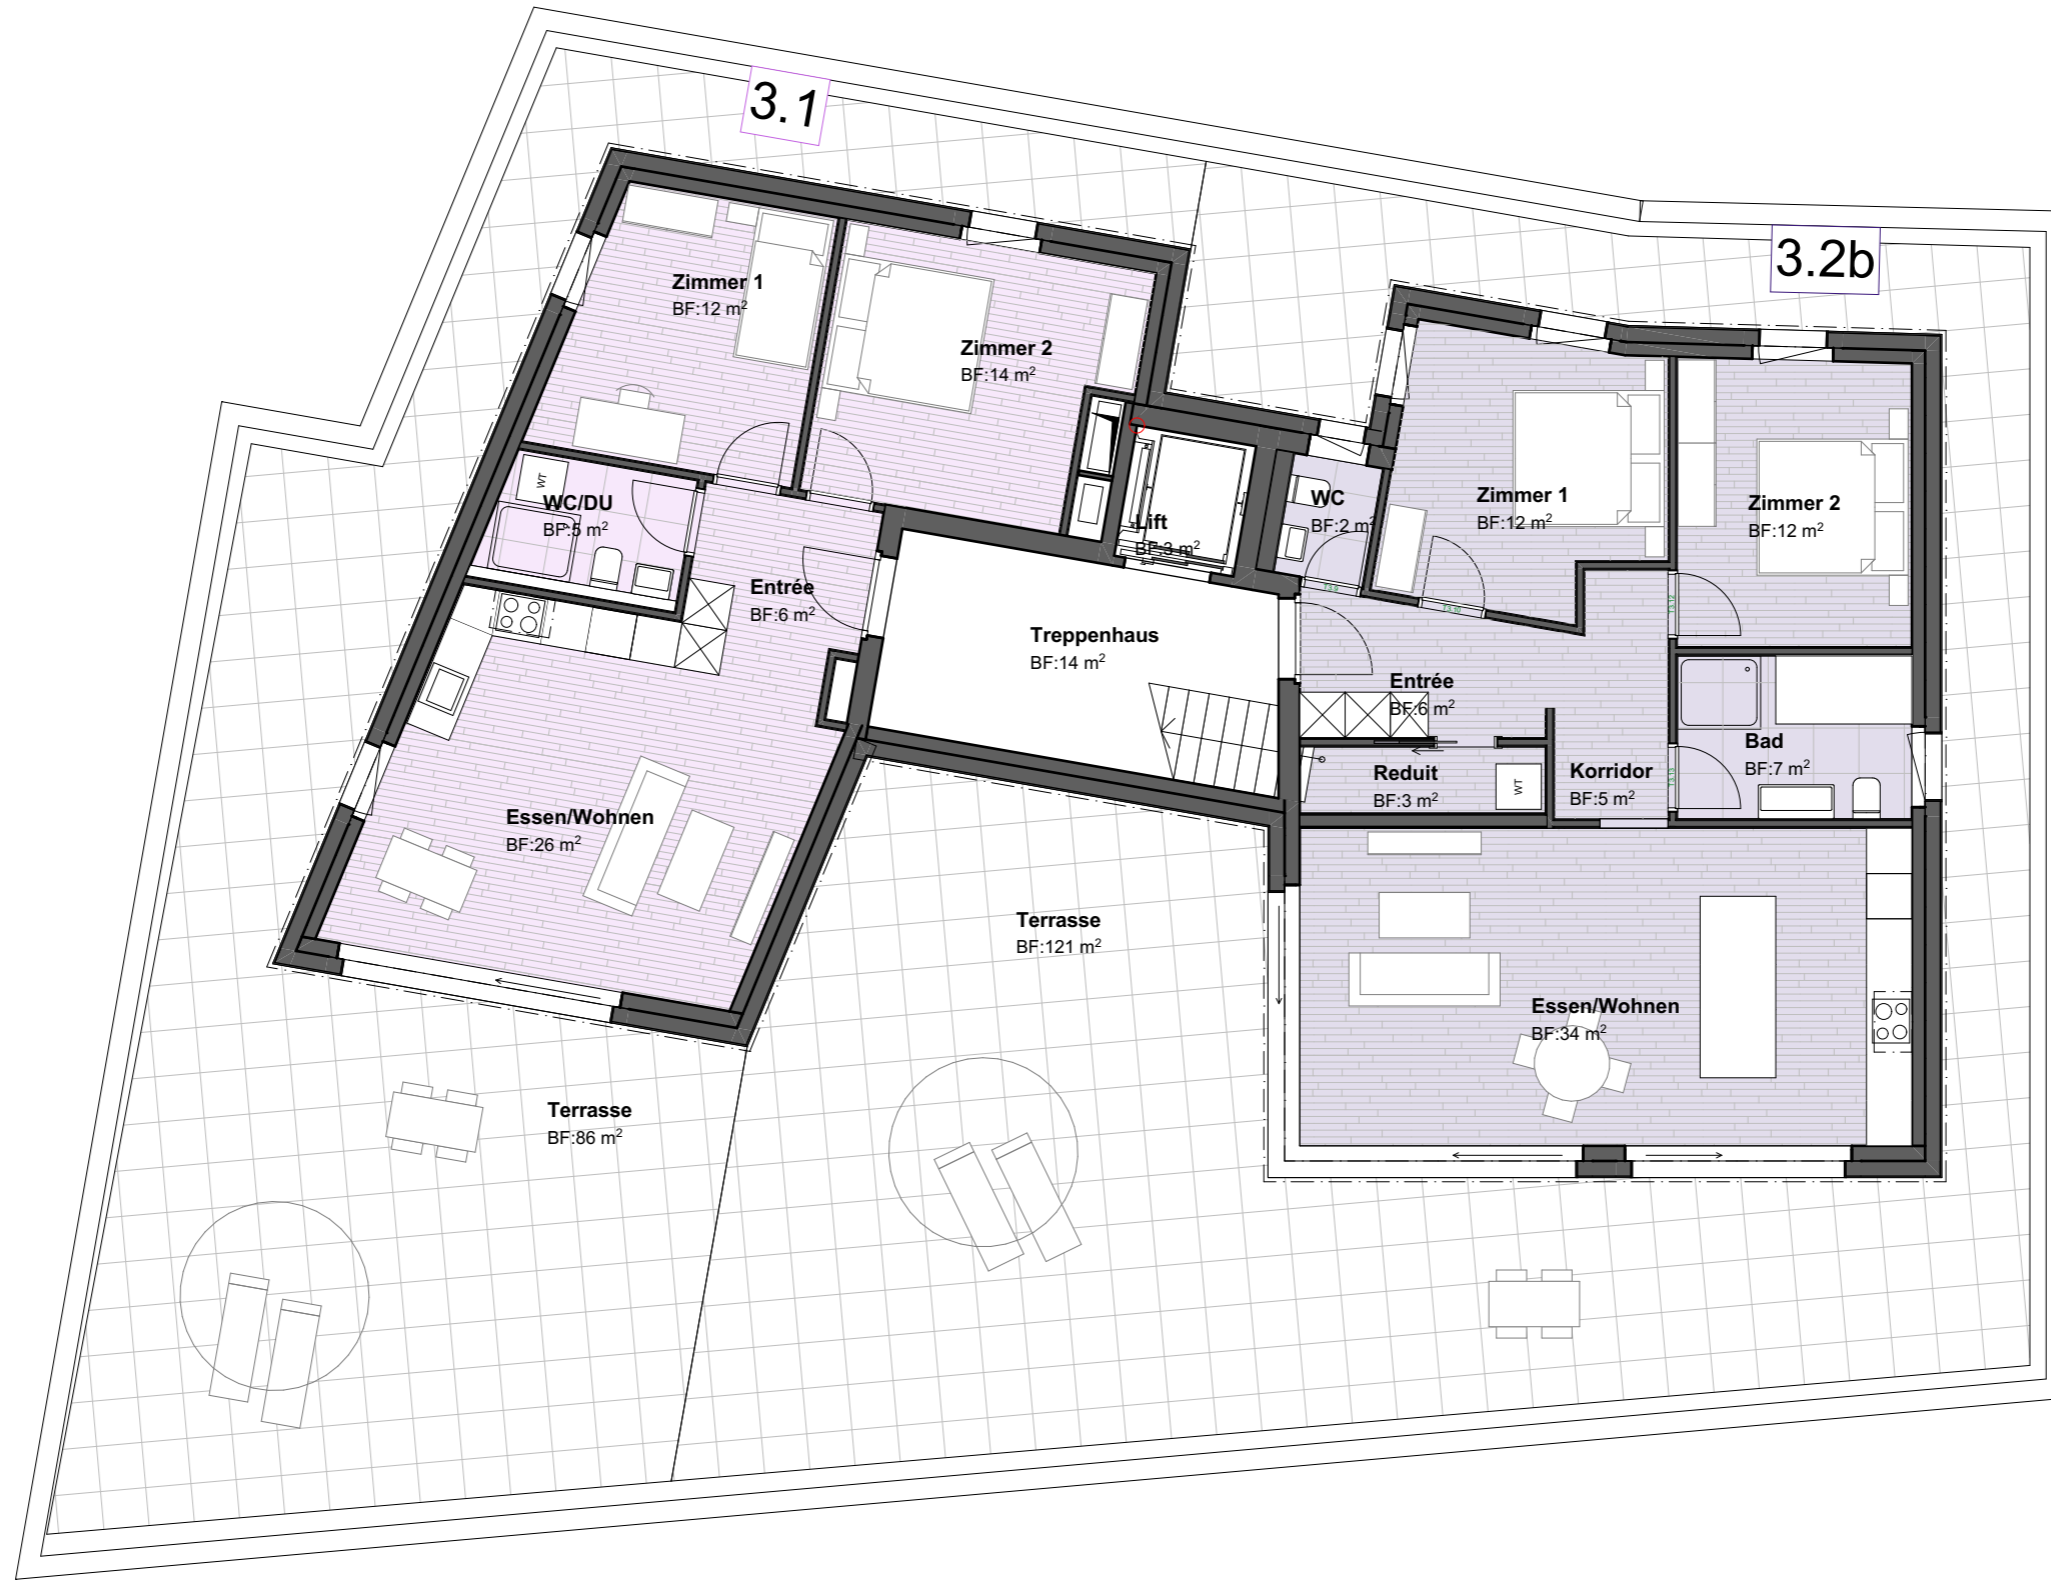 3.1
3.2b
Zimmer 1
BF:12 m²
Zimmer 2
BF:14 m²
WT
WC/DU
BF:5 m²
Entrée
BF:6 m²
Essen/Wohnen
BF:26 m²
Terrasse
BF:86 m²
Lift
BF:3 m²
Treppenhaus
BF:14 m²
Terrasse
BF:121 m²
WC
BF:2 m²
Zimmer 1
BF:12 m²
Zimmer 2
BF:12 m²
Entrée
BF:6 m²
Reduit
BF:3 m²
WT
Korridor
BF:5 m²
Bad
BF:7 m²
Essen/Wohnen
BF:34 m²
T3.12
T3.13